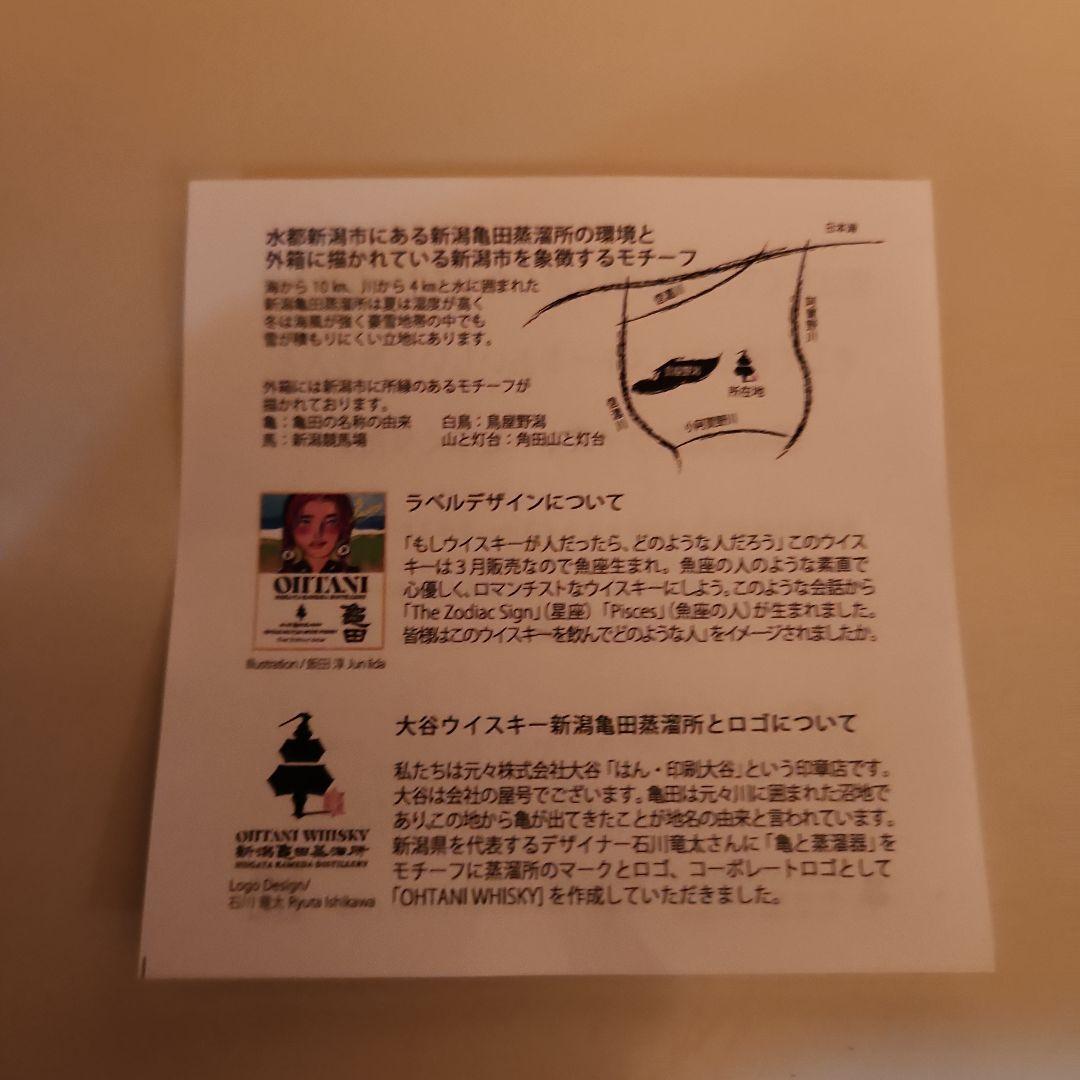 水都新潟市にある新潟亀田蒸溜所の環境と
外箱に描かれている新潟市を象徴するモチーフ
海から 10 ㎞、川から 4 ㎞と水に囲まれた
新潟亀田蒸溜所は夏は湿度が高く
冬は海風が強く豪雪地帯の中でも
雪が積もりにくい立地にあります。
日本海
信濃川
阿賀野川
鳥屋野潟
所在地
小阿賀野川
外箱には新潟市に所縁のあるモチーフが
描かれております。
亀：亀田の名称の由来 白鳥：鳥屋野潟
馬：新潟競馬場 山と灯台：角田山と灯台
ラベルデザインについて
「もしウイスキーが人だったら、どのような人だろう」このウイス
キーは３月販売なので魚座生まれ。魚座の人のような素直で
心優しく、ロマンチストなウイスキーにしよう。このような会話から
「The Zodiac Sign」（星座）「Pisces」（魚座の人）が生まれました。
皆様はこのウイスキーを飲んでどのような人」をイメージされましたか。
OHTANI
亀田
Illustration / 飯田 淳 Jun Iida
大谷ウイスキー新潟亀田蒸溜所とロゴについて
私たちは元々株式会社大谷「はん・印刷大谷」という印章店です。
大谷は会社の屋号でございます。亀田は元々川に囲まれた沼地で
あり、この地から亀が出てきたことが地名の由来と言われています。
新潟県を代表するデザイナー石川竜太さんに「亀と蒸溜器」を
モチーフに蒸溜所のマークとロゴ、コーポレートロゴとして
「OHTANI WHISKY] を作成していただきました。
OHTANI WHISKY
新潟亀田蒸溜所
NIIGATA KAMEDA DISTILLERY
Logo Design/
石川 竜太 Ryuta Ishikawa